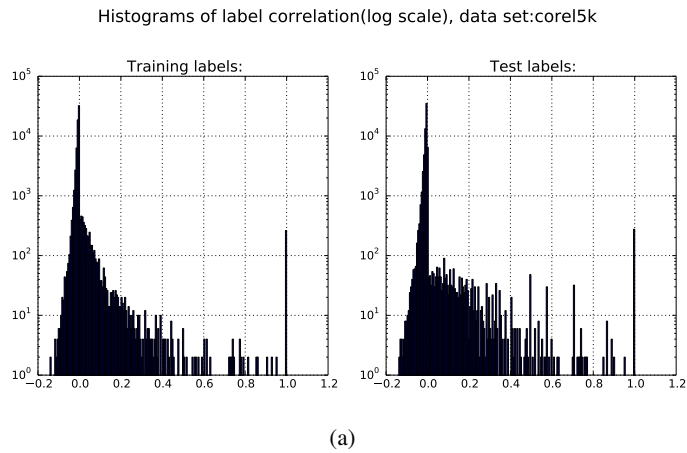 Histograms of label correlation(log scale), data set:corel5k
Training labels:
Test labels:
10^5
10^4
10^3
10^2
10^1
10^0
−0.2 0.0 0.2 0.4 0.6 0.8 1.0 1.2
10^5
10^4
10^3
10^2
10^1
10^0
−0.2 0.0 0.2 0.4 0.6 0.8 1.0 1.2
(a)